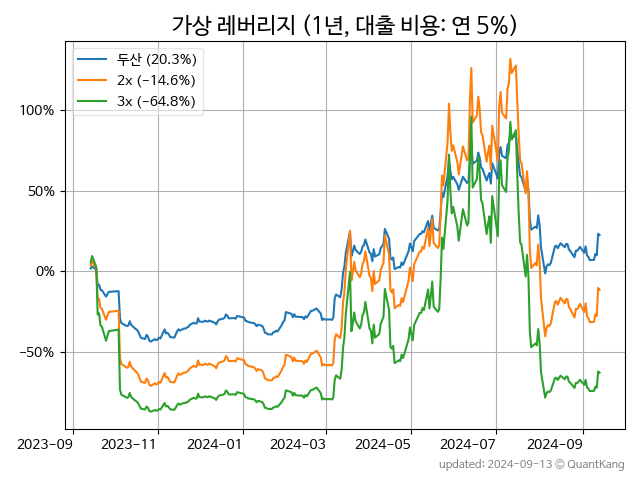 가상 레버리지 (1년, 대출 비용: 연 5%)
두산 (20.3%)
2x (−14.6%)
3x (−64.8%)
100%
50%
0%
−50%
2023−09 2023−11 2024−01 2024−03 2024−05 2024−07 2024−09
updated: 2024-09-13 © QuantKang